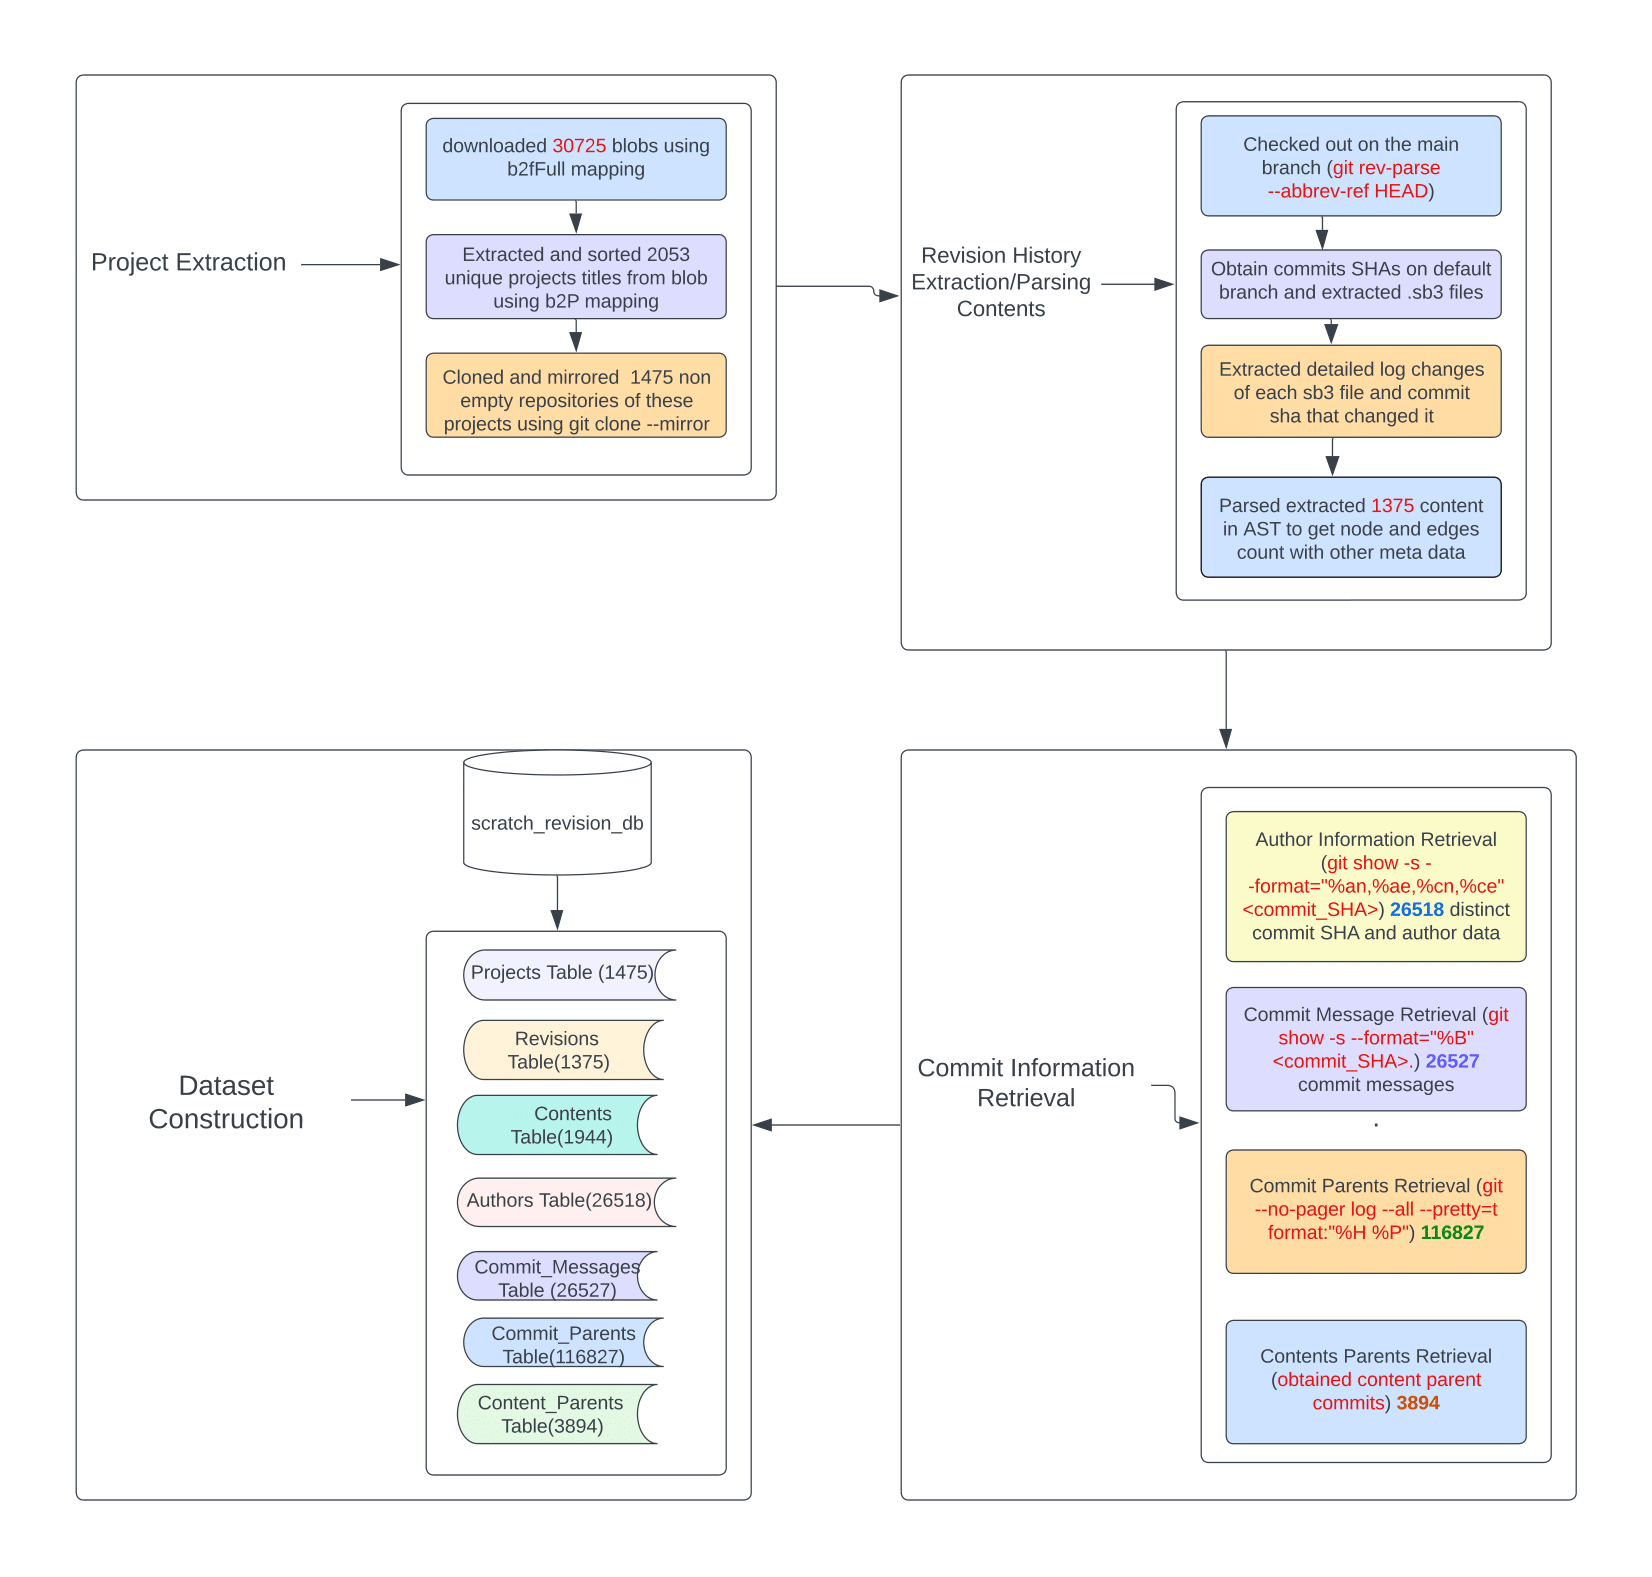 Project Extraction
downloaded 30725 blobs using
b2fFull mapping
Extracted and sorted 2053
unique projects titles from blob
using b2P mapping
Cloned and mirrored  1475 non
empty repositories of these
projects using git clone --mirror
Revision History
Extraction/Parsing
Contents
Checked out on the main
branch (git rev-parse
--abbrev-ref HEAD)
Obtain commits SHAs on default
branch and extracted .sb3 files
Extracted detailed log changes
of each sb3 file and commit
sha that changed it
Parsed extracted 1375 content
in AST to get node and edges
count with other meta data
Commit Information
Retrieval
Author Information Retrieval
(git show -s -
-format="%an,%ae,%cn,%ce"
<commit_SHA>) 26518 distinct
commit SHA and author data
Commit Message Retrieval (git
show -s --format="%B"
<commit_SHA>.) 26527
commit messages
.
Commit Parents Retrieval (git
--no-pager log --all --pretty=t
format:"%H %P") 116827
Contents Parents Retrieval
(obtained content parent
commits) 3894
Dataset
Construction
scratch_revision_db
Projects Table (1475)
Revisions
Table(1375)
Contents
Table(1944)
Authors Table(26518)
Commit_Messages
Table (26527)
Commit_Parents
Table(116827)
Content_Parents
Table(3894)